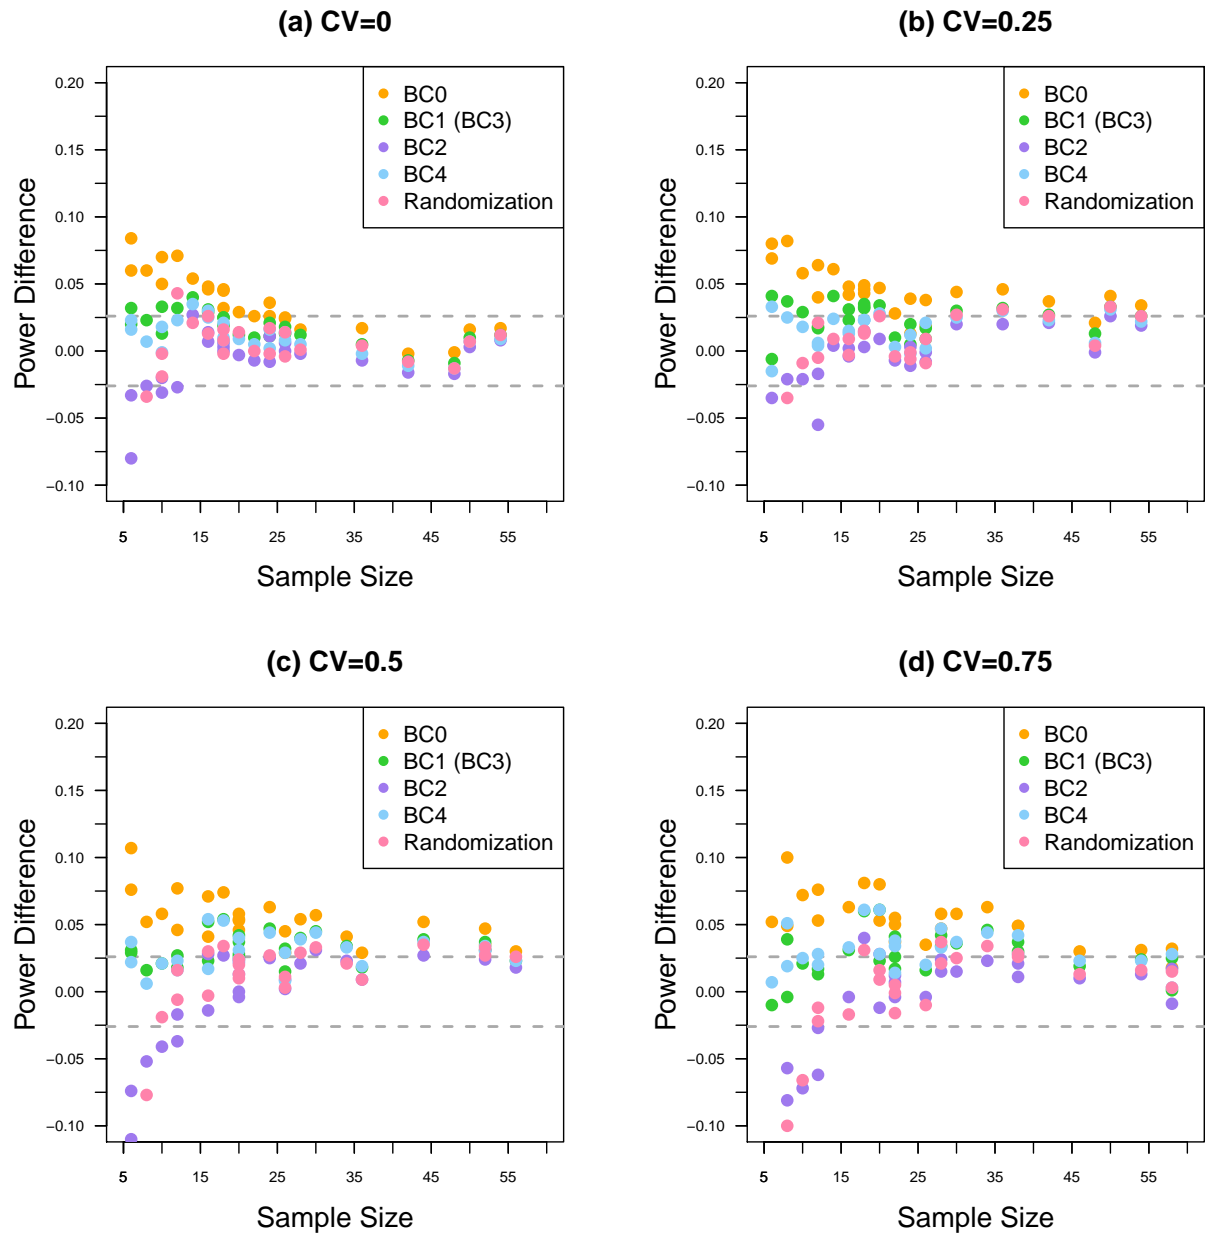 (a) CV=0
0.20
0.15
0.10
0.05
0.00
−0.05
−0.10
Power Difference
BC0
BC1 (BC3)
BC2
BC4
Randomization
5
15
25
35
45
55
Sample Size
(b) CV=0.25
0.20
0.15
0.10
0.05
0.00
−0.05
−0.10
Power Difference
BC0
BC1 (BC3)
BC2
BC4
Randomization
5
15
25
35
45
55
Sample Size
(c) CV=0.5
0.20
0.15
0.10
0.05
0.00
−0.05
−0.10
Power Difference
BC0
BC1 (BC3)
BC2
BC4
Randomization
5
15
25
35
45
55
Sample Size
(d) CV=0.75
0.20
0.15
0.10
0.05
0.00
−0.05
−0.10
Power Difference
BC0
BC1 (BC3)
BC2
BC4
Randomization
5
15
25
35
45
55
Sample Size